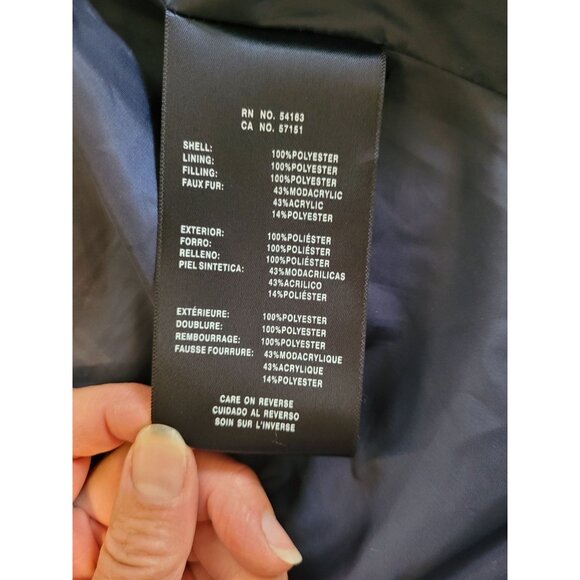 RN NO. 54163
CA NO. 57151
SHELL: 100%POLYESTER
LINING: 100%POLYESTER
FILLING: 100%POLYESTER
FAUX FUR: 43%MODACRYLIC
43%ACRYLIC
14%POLYESTER
EXTERIOR: 100%POLIÉSTER
FORRO: 100%POLIÉSTER
RELLENO: 100%POLIÉSTER
PIEL SINTETICA: 43%MODACRILICAS
43%ACRILICO
14%POLIÉSTER
EXTÉRIEURE: 100%POLYESTER
DOUBLURE: 100%POLYESTER
REMBOURRAGE: 100%POLYESTER
FAUSSE FOURRURE: 43%MODACRYLIQUE
43%ACRYLIQUE
14%POLYESTER
CARE ON REVERSE
CUIDADO AL REVERSO
SOIN SUR L'INVERSE